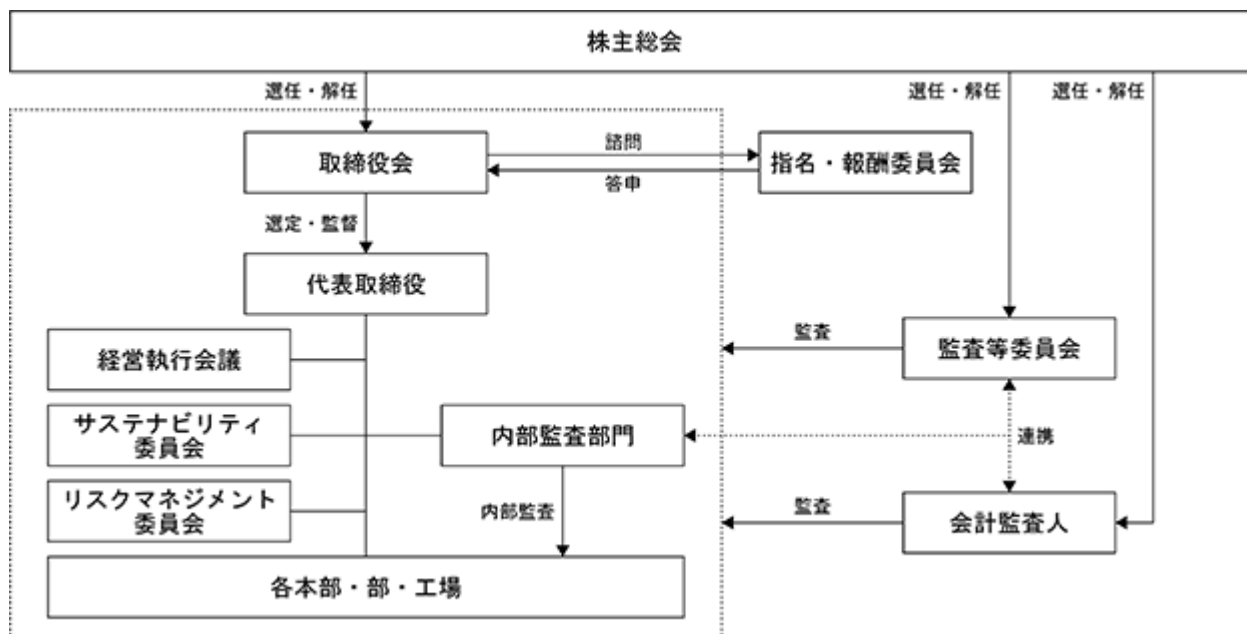 株主総会
選任・解任
選任・解任
選任・解任
取締役会
諮問
答申
指名・報酬委員会
選定・監督
代表取締役
経営執行会議
監査
監査等委員会
サステナビリティ
委員会
内部監査部門
連携
リスクマネジメント
委員会
内部監査
監査
会計監査人
各本部・部・工場